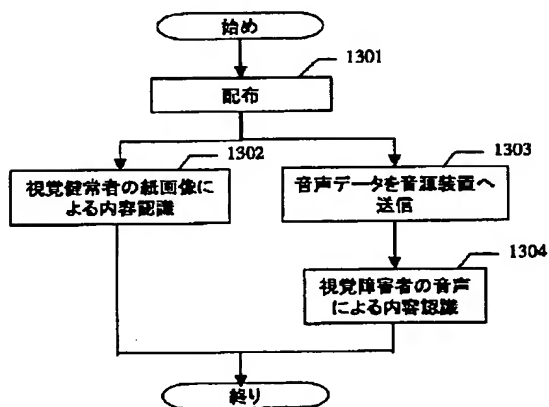 始め
1301
配布
1302
視覚健常者の紙画像に
よる内容認識
1303
音声データを音源装置へ
送信
1304
視覚障害者の音声
による内容認識
終り